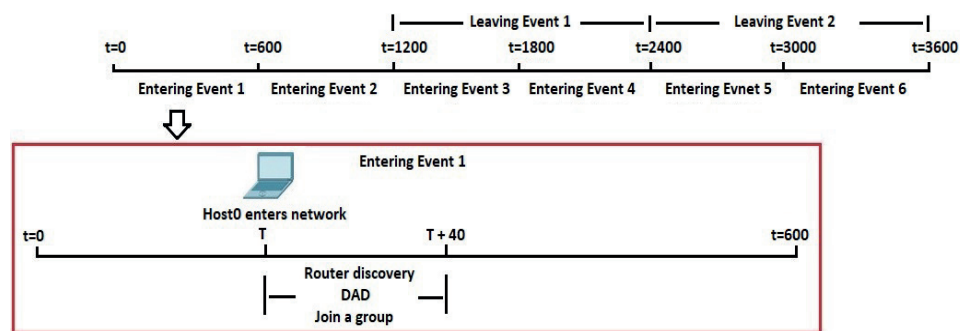 Leaving Event 1 Leaving Event 2
t=0 t=600 t=1200 t=1800 t=2400 t=3000 t=3600
Entering Event 1 Entering Event 2 Entering Event 3 Entering Event 4 Entering Evnet 5 Entering Event 6
Entering Event 1
Host0 enters network
t=0 T T + 40 t=600
Router discovery
DAD
Join a group